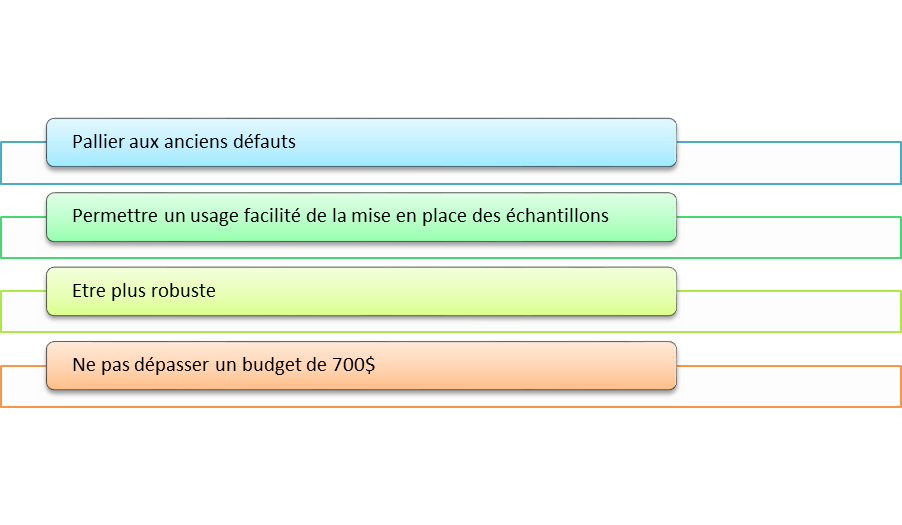 Pallier aux anciens défauts
Permettre un usage facilité de la mise en place des échantillons
Etre plus robuste
Ne pas dépasser un budget de 700$